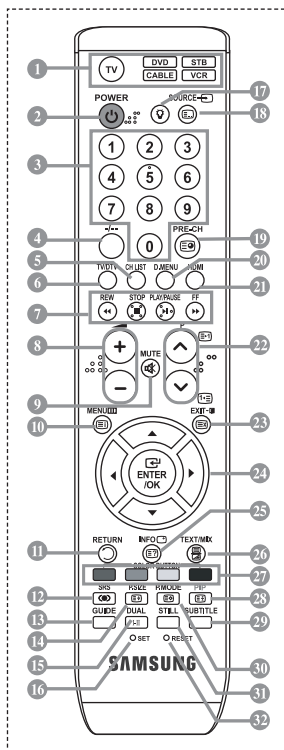 1 TV DVD STB
CABLE VCR
POWER 17 SOURCE
2 18
3 1 2 3
4 5 6
7 8 9
4 -/-- 0 PRE-CH 19
5 20
6 TV/DTV CH LIST D.MENU HDMI 21
7 REW STOP PLAY/PAUSE FF
8 + P 22
9 MUTE
10 MENU EXIT 23
ENTER 24
/OK
25
11 RETURN INFO TEXT/MIX 26
27
12 SRS P.SIZE P.MODE PIP 28
13 GUIDE DUAL STILL SUBTITLE 29
14 I-II 30
15 31
16 SET RESET 32
SAMSUNG